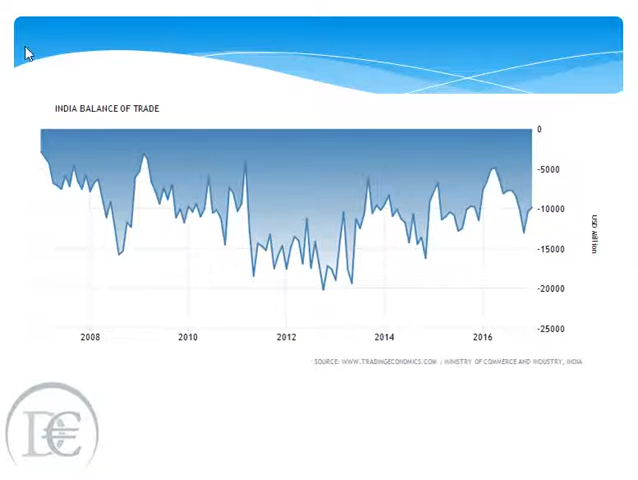 INDIA BALANCE OF TRADE
0
-5000
-10000
-15000
-20000
-25000
USD Million
2008 2010 2012 2014 2016
SOURCE: WWW.TRADINGECONOMICS.COM | MINISTRY OF COMMERCE AND INDUSTRY, INDIA